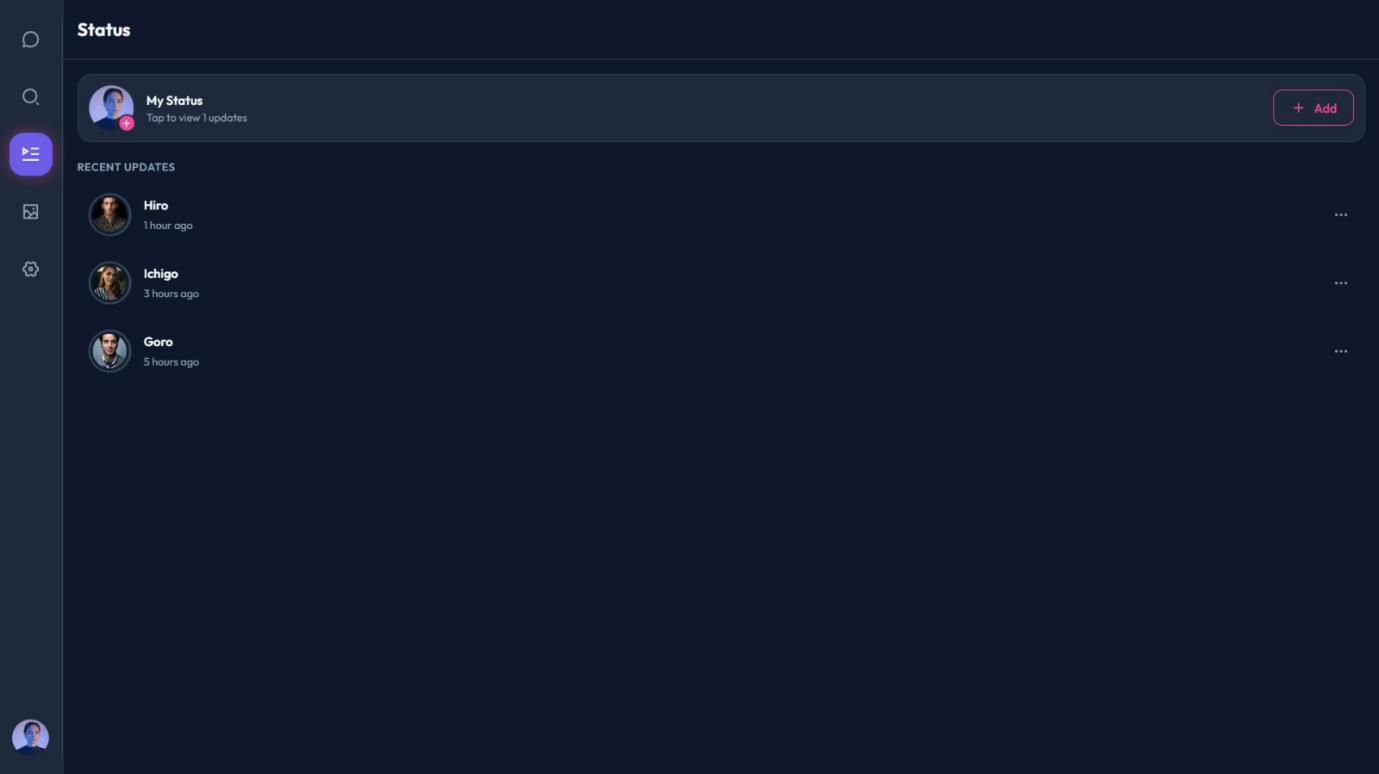 Status
My Status
Tap to view 1 updates
Add
RECENT UPDATES
Hiro
1 hour ago
Ichigo
3 hours ago
Goro
5 hours ago